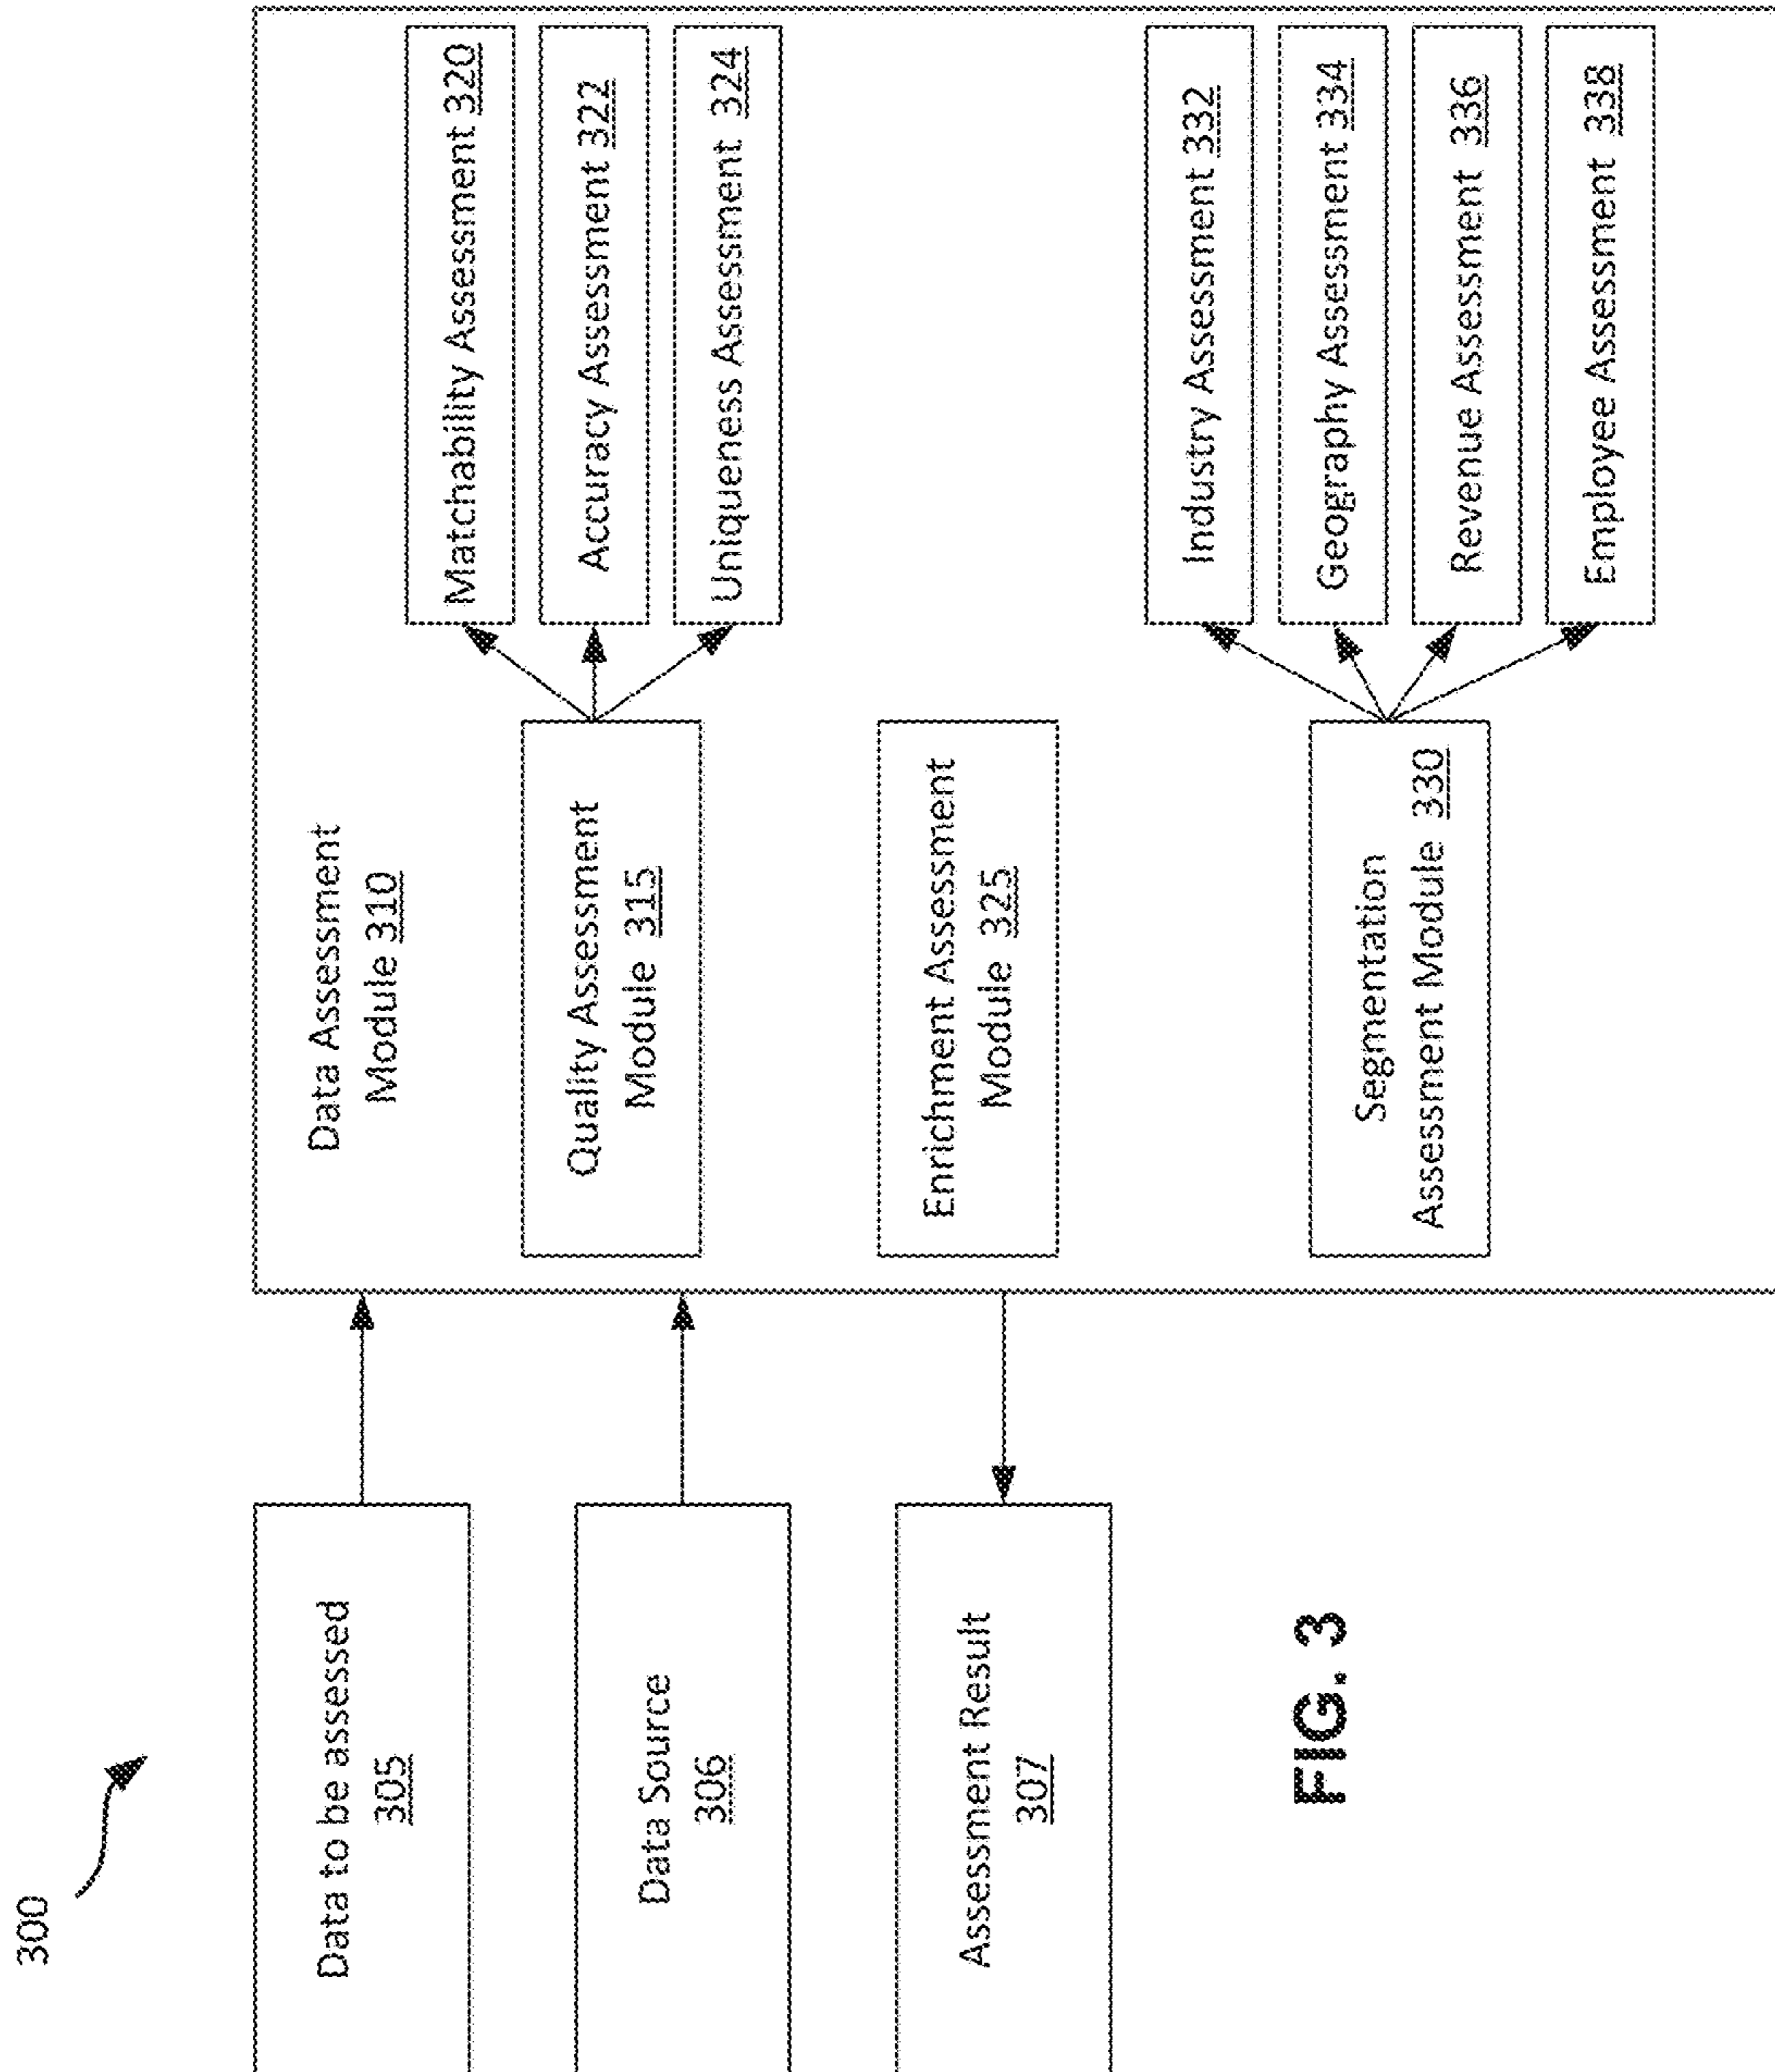 300
Data to be assessed
305
Data Source
306
Assessment Result
307
Data Assessment
Module 310
Quality Assessment
Module 315
Matchability Assessment 320
Accuracy Assessment 322
Uniqueness Assessment 324
Enrichment Assessment
Module 325
Segmentation
Assessment Module 330
Industry Assessment 332
Geography Assessment 334
Revenue Assessment 336
Employee Assessment 338
FIG. 3